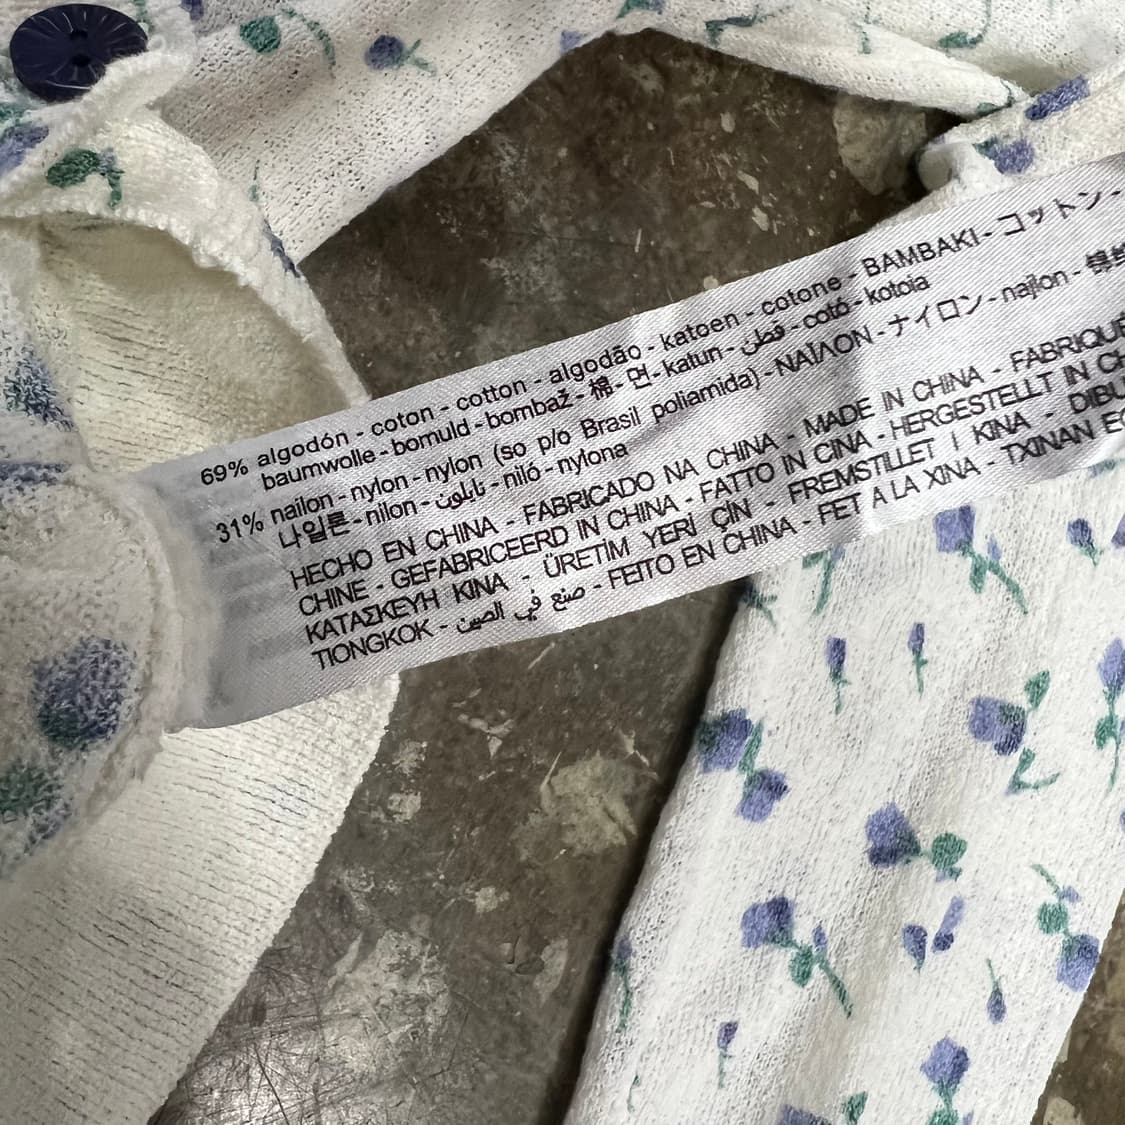 69% algodón - coton - cotton - algodão - katoen - cotone - BAMBAKI - コットン -
baumwolle - bomuld - bombaž - 棉 - 면 - katun - قطن - cotó - kotoia
31% nailon - nylon - nylon (so p/o Brasil poliamida) - ΝΑΪΛΟΝ - ナイロン - najlon -
나일론 - nilon - نايلون - niló - nylona
HECHO EN CHINA - FABRICADO NA CHINA - MADE IN CHINA - FABRIQUÉ
CHINE - GEFABRICEERD IN CHINA - FATTO IN CINA - HERGESTELLT IN CH
ΚΑΤΑΣΚΕΥΗ ΚΙΝΑ - ÜRETİM YERİ ÇİN - FREMSTILLET I KINA - DIBU
TIONGKOK - صنع في الصين - FEITO EN CHINA - FET A LA XINA - TXINAN EG